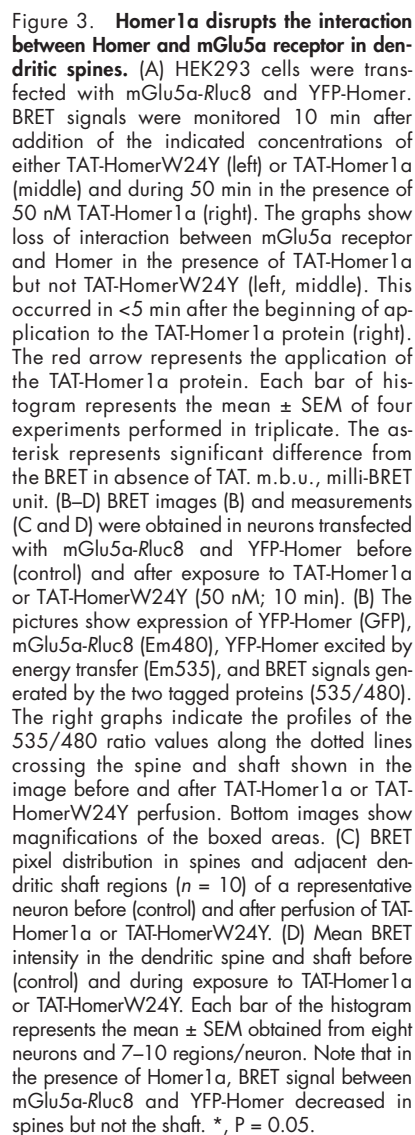 Figure 3. Homer1a disrupts the interaction
between Homer and mGlu5a receptor in den-
dritic spines. (A) HEK293 cells were trans-
fected with mGlu5a-Rluc8 and YFP-Homer.
BRET signals were monitored 10 min after
addition of the indicated concentrations of
either TAT-HomerW24Y (left) or TAT-Homer1a
(middle) and during 50 min in the presence of
50 nM TAT-Homer1a (right). The graphs show
loss of interaction between mGlu5a receptor
and Homer in the presence of TAT-Homer1a
but not TAT-HomerW24Y (left, middle). This
occurred in <5 min after the beginning of ap-
plication to the TAT-Homer1a protein (right).
The red arrow represents the application of
the TAT-Homer1a protein. Each bar of his-
togram represents the mean ± SEM of four
experiments performed in triplicate. The as-
terisk represents significant difference from
the BRET in absence of TAT. m.b.u., milli-BRET
unit. (B–D) BRET images (B) and measurements
(C and D) were obtained in neurons transfected
with mGlu5a-Rluc8 and YFP-Homer before
(control) and after exposure to TAT-Homer1a
or TAT-HomerW24Y (50 nM; 10 min). (B) The
pictures show expression of YFP-Homer (GFP),
mGlu5a-Rluc8 (Em480), YFP-Homer excited by
energy transfer (Em535), and BRET signals gen-
erated by the two tagged proteins (535/480).
The right graphs indicate the profiles of the
535/480 ratio values along the dotted lines
crossing the spine and shaft shown in the
image before and after TAT-Homer1a or TAT-
HomerW24Y perfusion. Bottom images show
magnifications of the boxed areas. (C) BRET
pixel distribution in spines and adjacent den-
dritic shaft regions (n = 10) of a representative
neuron before (control) and after perfusion of TAT-
Homer1a or TAT-HomerW24Y. (D) Mean BRET
intensity in the dendritic spine and shaft before
(control) and during exposure to TAT-Homer1a
or TAT-HomerW24Y. Each bar of the histogram
represents the mean ± SEM obtained from eight
neurons and 7–10 regions/neuron. Note that in
the presence of Homer1a, BRET signal between
mGlu5a-Rluc8 and YFP-Homer decreased in
spines but not the shaft. *, P = 0.05.